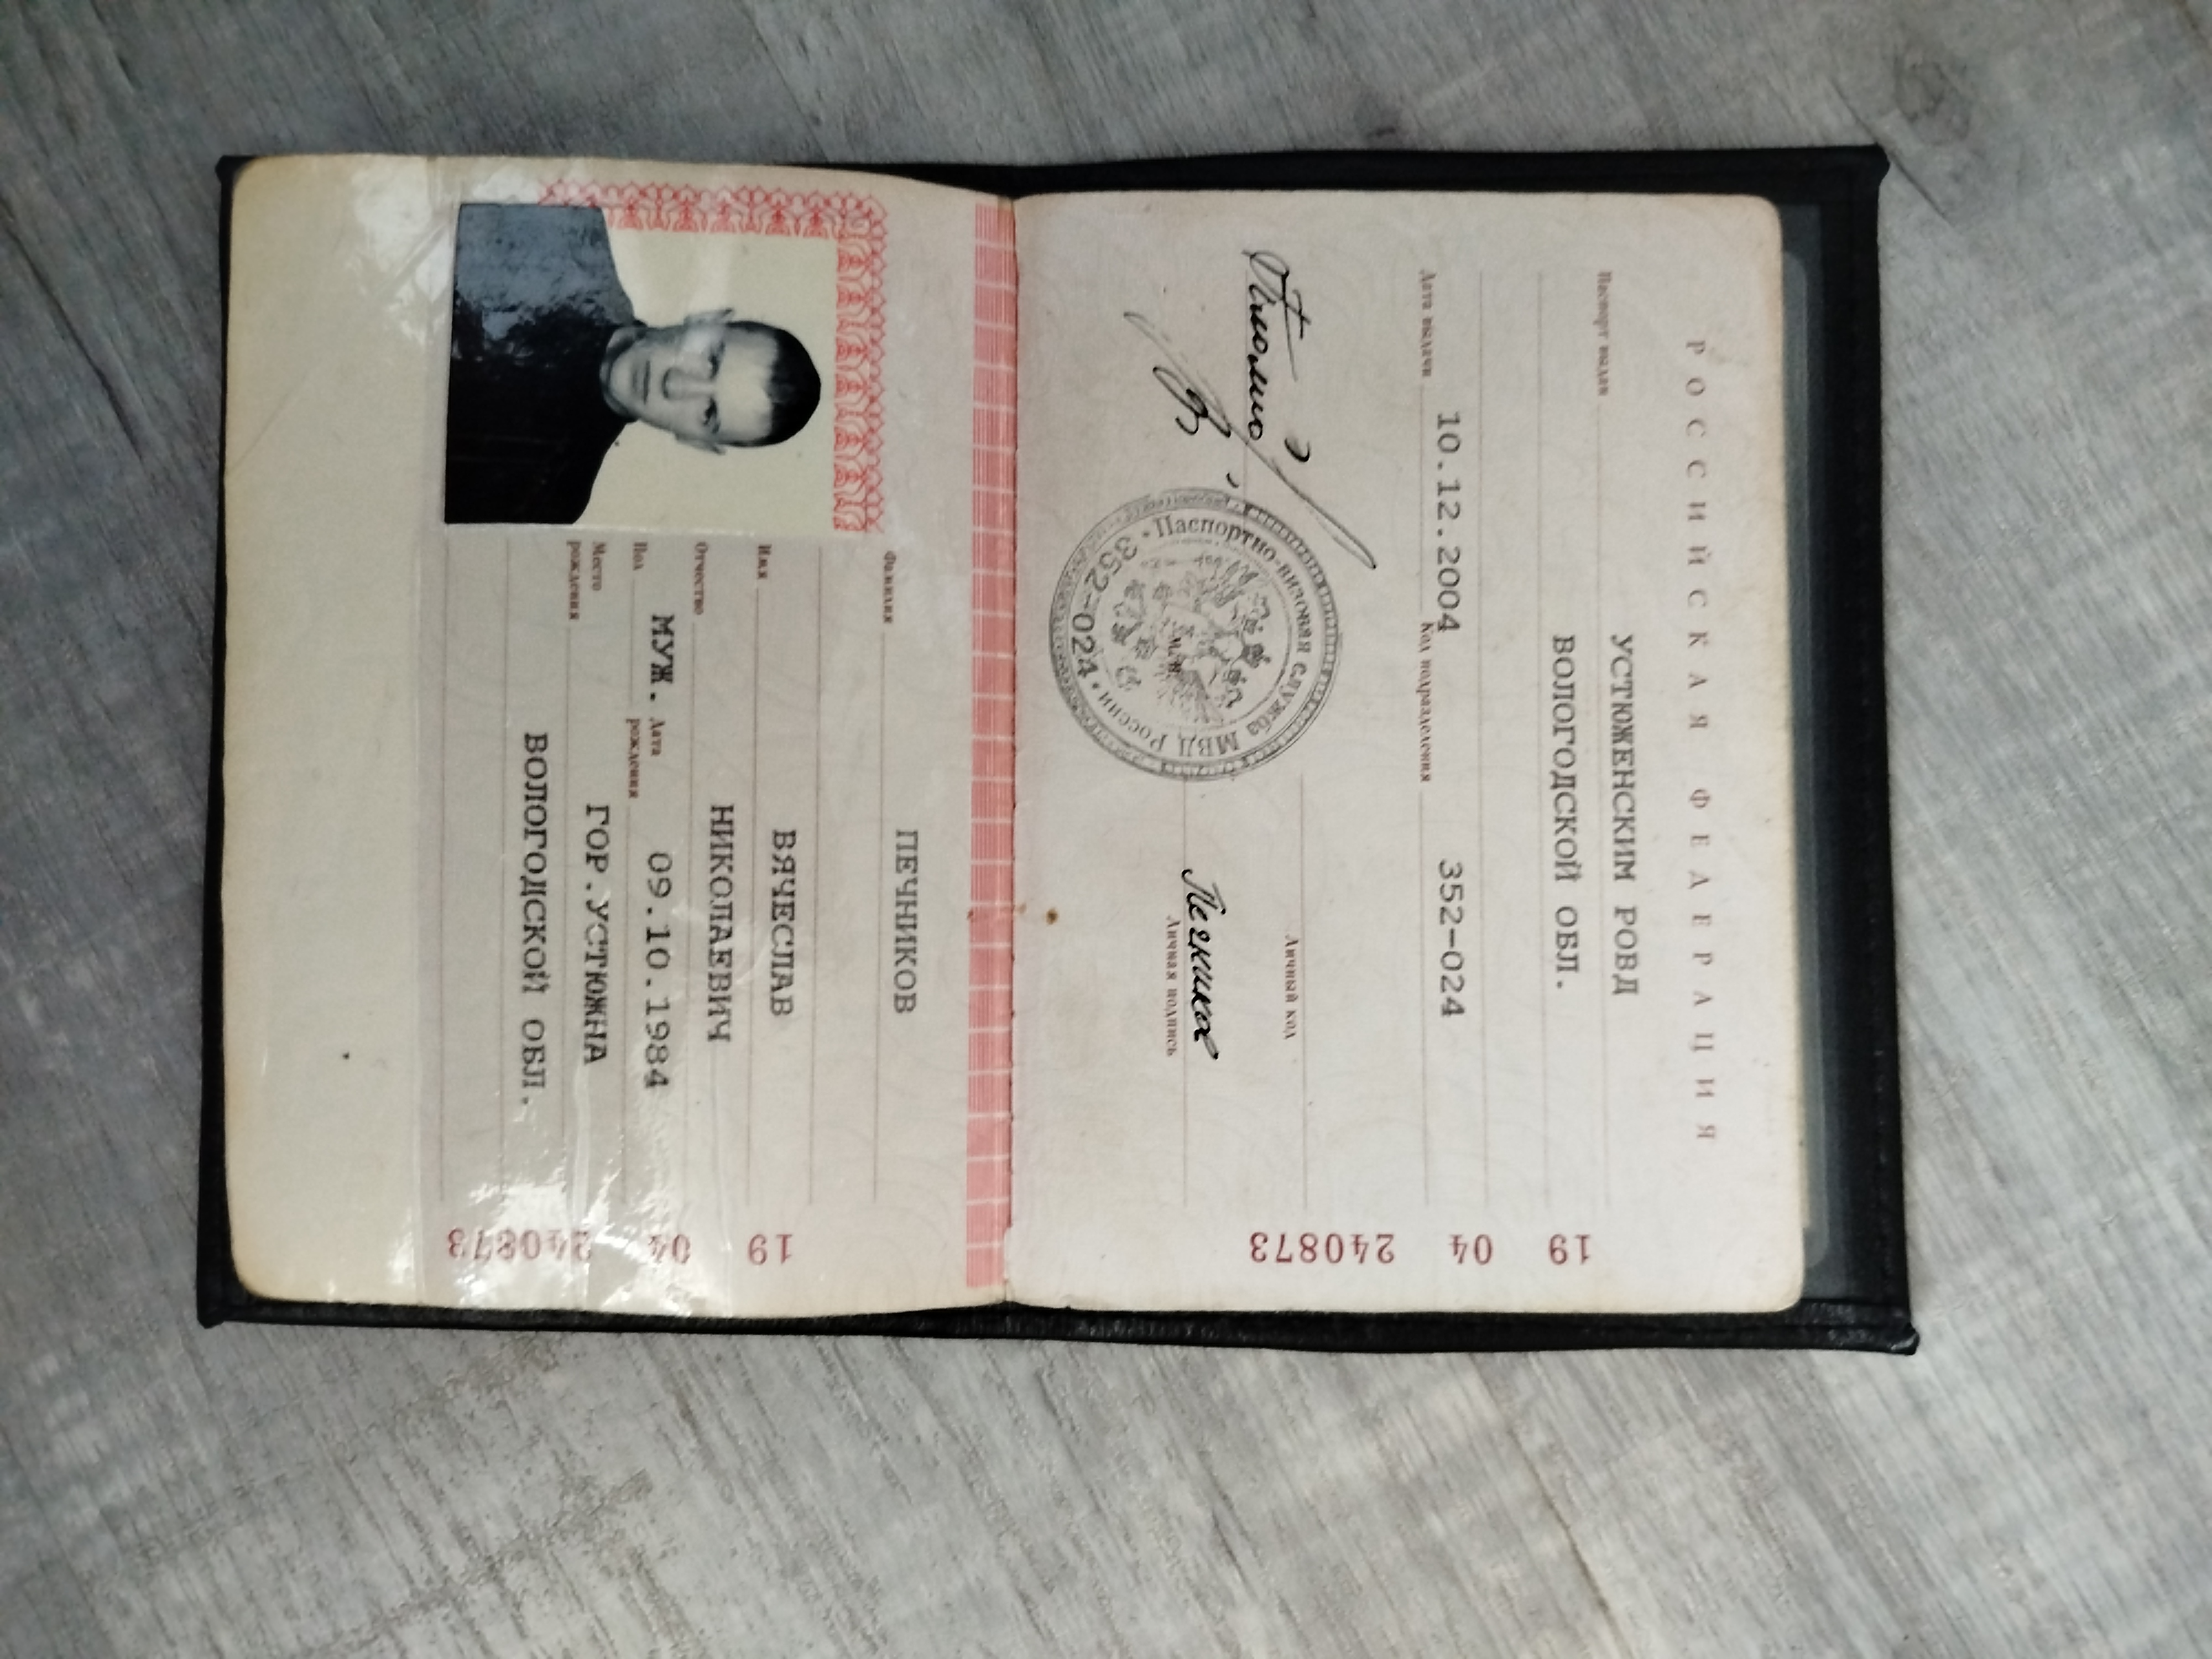 РОССИЙСКАЯ ФЕДЕРАЦИЯ
Паспорт выдан
УСТЮЖЕНСКИМ РОВД
ВОЛОГОДСКОЙ ОБЛ.
Дата выдачи 10.12.2004 Код подразделения 352-024
Личный код
Личная подпись
Печников
Паспортно-визовая служба МВД России
352-024
М.П.
19 04 240873
Фамилия
ПЕЧНИКОВ
Имя
ВЯЧЕСЛАВ
Отчество
НИКОЛАЕВИЧ
Пол МУЖ. Дата рождения 09.10.1984
Место рождения
ГОР.УСТЮЖНА
ВОЛОГОДСКОЙ ОБЛ.
19 04 240873